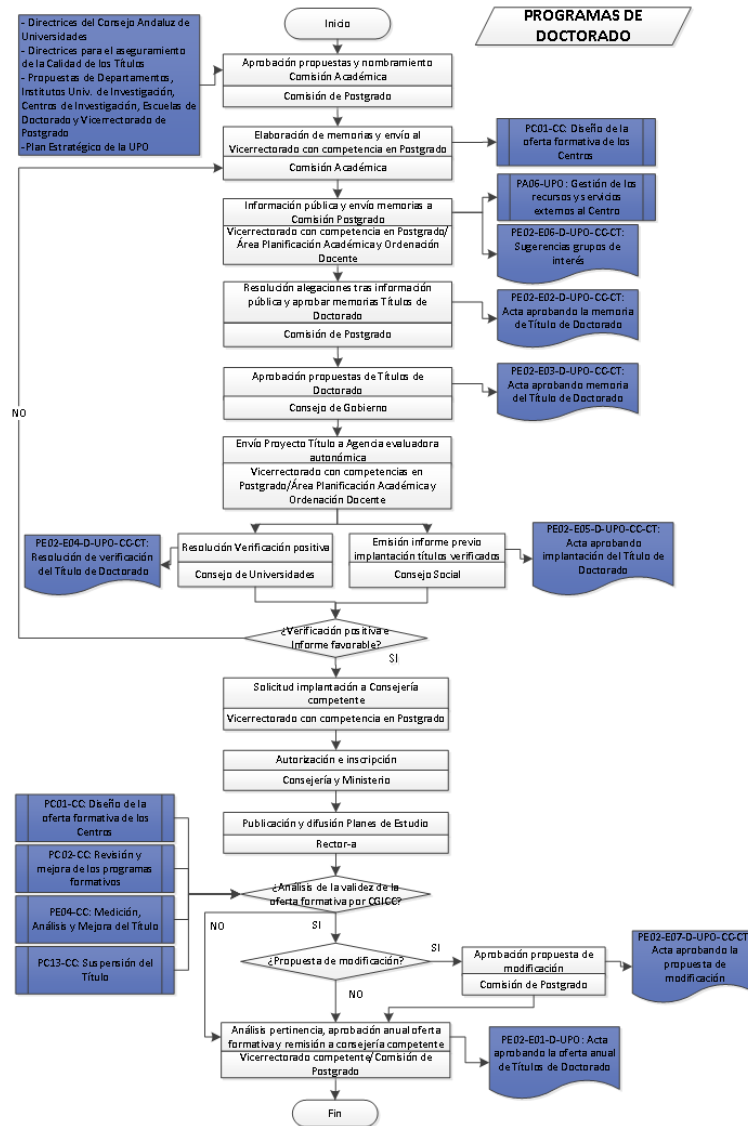 Inicio
PROGRAMAS DE
DOCTORADO
- Directrices del Consejo Andaluz de
Universidades
- Directrices para el aseguramiento
de la Calidad de los Títulos
- Propuestas de Departamentos,
Institutos Univ. de Investigación,
Centros de Investigación, Escuelas de
Doctorado y Vicerrectorado de
Postgrado
-Plan Estratégico de la UPO
Aprobación propuestas y nombramiento
Comisión Académica
Comisión de Postgrado
Elaboración de memorias y envío al
Vicerrectorado con competencia en Postgrado
Comisión Académica
PC01-CC: Diseño de la
oferta formativa de los
Centros
Información pública y envío memorias a
Comisión Postgrado
Vicerrectorado con competencia en Postgrado/
Área Planificación Académica y Ordenación
Docente
PA06-UPO: Gestión de los
recursos y servicios
externos al Centro
PE02-E06-D-UPO-CC-CT:
Sugerencias grupos de
interés
Resolución alegaciones tras información
pública y aprobar memorias Títulos de
Doctorado
Comisión de Postgrado
PE02-E02-D-UPO-CC-CT:
Acta aprobando la memoria
de Título de Doctorado
Aprobación propuestas de Títulos de
Doctorado
Consejo de Gobierno
PE02-E03-D-UPO-CC-CT:
Acta aprobando memoria
del Título de Doctorado
NO
Envío Proyecto Título a Agencia evaluadora
autonómica
Vicerrectorado con competencias en
Postgrado/Área Planificación Académica y
Ordenación Docente
PE02-E04-D-UPO-CC-CT:
Resolución de verificación
del Título de Doctorado
Resolución Verificación positiva
Consejo de Universidades
Emisión informe previo
implantación títulos verificados
Consejo Social
PE02-E05-D-UPO-CC-CT:
Acta aprobando
implantación del Título de
Doctorado
¿Verificación positiva e
Informe favorable?
SI
Solicitud implantación a Consejería
competente
Vicerrectorado con competencia en Postgrado
Autorización e inscripción
Consejería y Ministerio
Publicación y difusión Planes de Estudio
Rector-a
PC01-CC: Diseño de la
oferta formativa de los
Centros
PC02-CC: Revisión y
mejora de los programas
formativos
PE04-CC: Medición,
Análisis y Mejora del Título
PC13-CC: Suspensión del
Título
¿Análisis de la validez de la
oferta formativa por CGICC?
NO
SI
¿Propuesta de modificación?
SI
NO
Aprobación propuesta de
modificación
Comisión de Postgrado
PE02-E07-D-UPO-CC-CT:
Acta aprobando la
propuesta de
modificación
Análisis pertinencia, aprobación anual oferta
formativa y remisión a consejería competente
Vicerrectorado competente/Comisión de
Postgrado
PE02-E01-D-UPO: Acta
aprobando la oferta anual
de Títulos de Doctorado
Fin